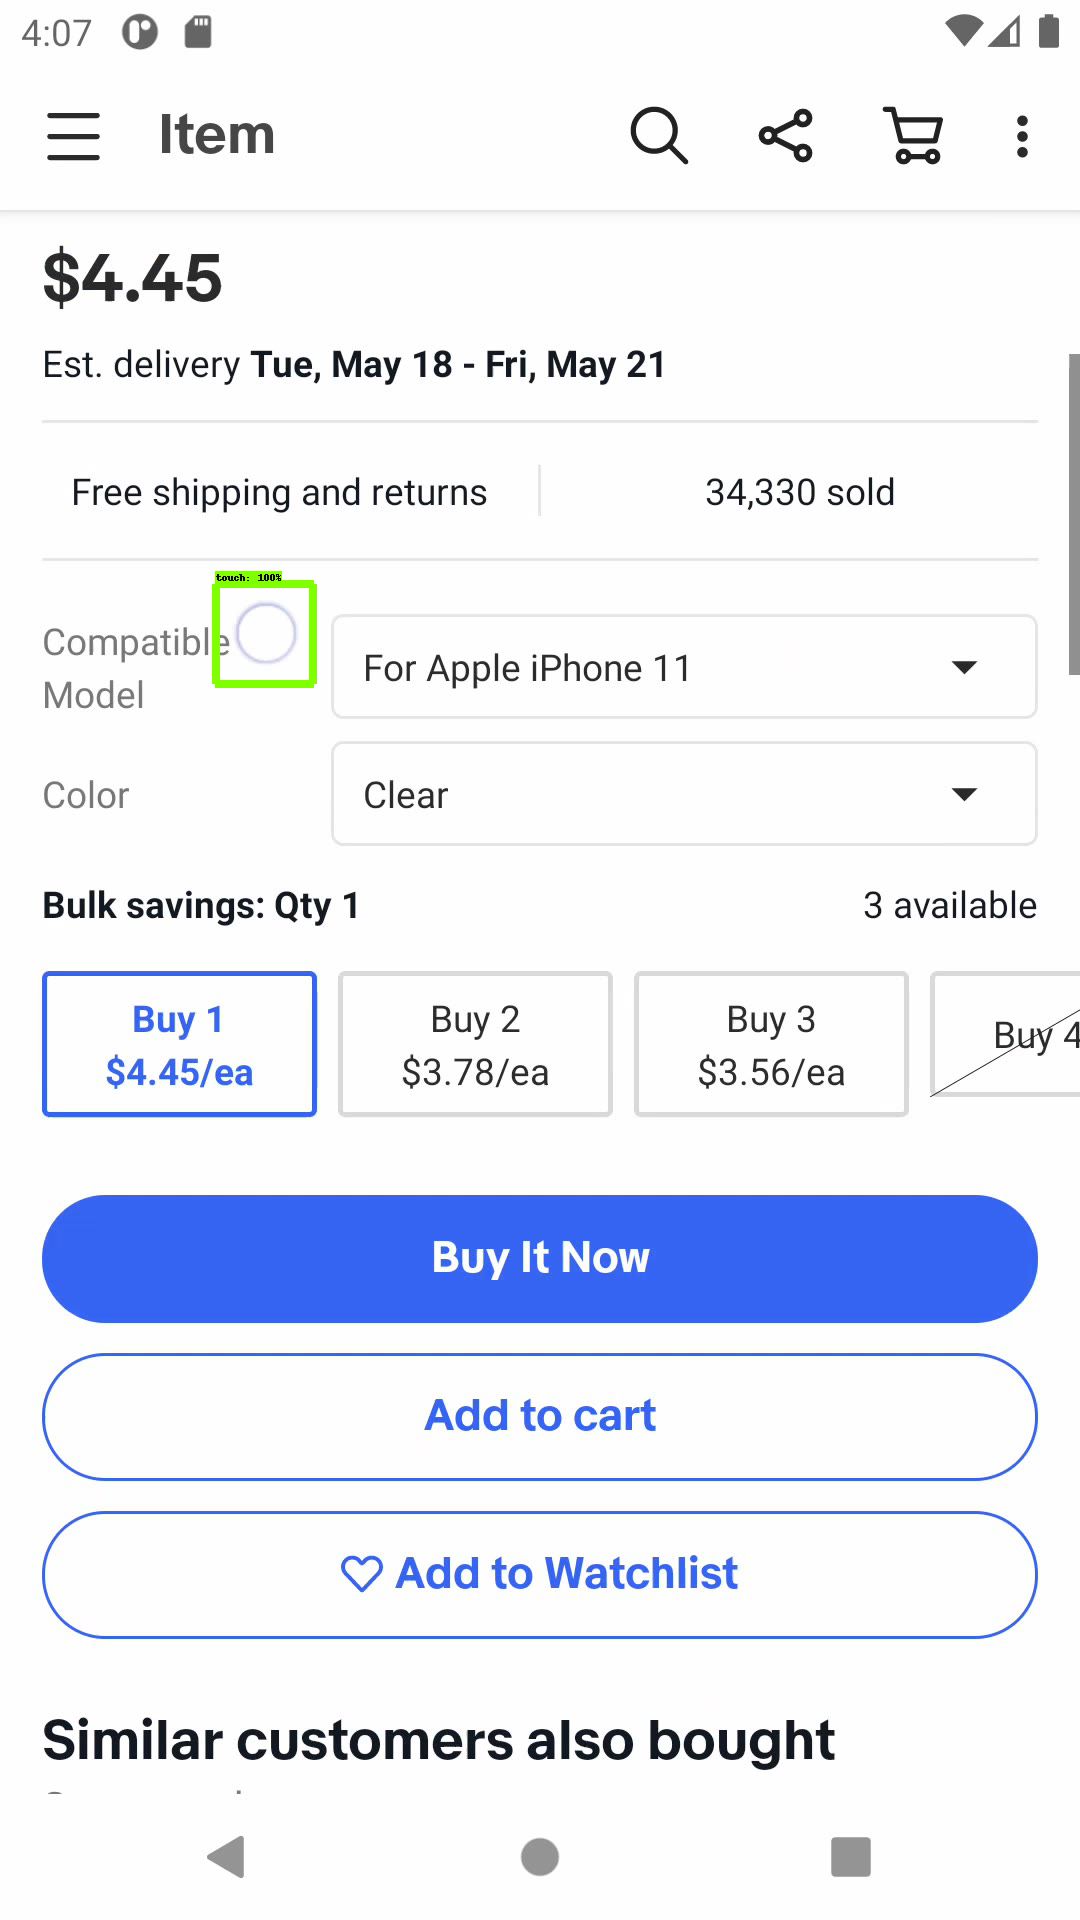 4:07
Item
$4.45
Est. delivery Tue, May 18 - Fri, May 21
Free shipping and returns
34,330 sold
touch: 100%
Compatible
Model
For Apple iPhone 11
Color
Clear
Bulk savings: Qty 1
3 available
Buy 1
$4.45/ea
Buy 2
$3.78/ea
Buy 3
$3.56/ea
Buy 4
Buy It Now
Add to cart
Add to Watchlist
Similar customers also bought